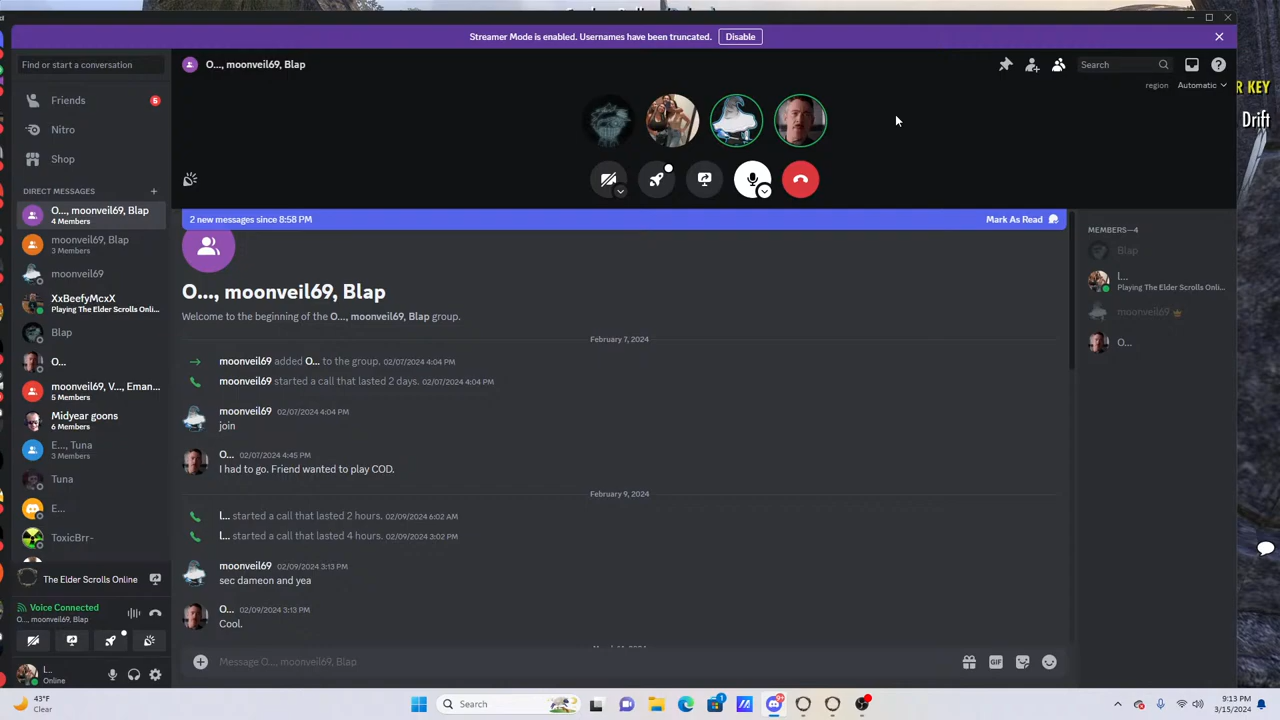 Streamer Mode is enabled. Usernames have been truncated. Disable
Find or start a conversation
O..., moonveil69, Blap
Search
region Automatic
ER KEY
Drift
Friends 5
Nitro
Shop
DIRECT MESSAGES
O..., moonveil69, Blap
4 Members
moonveil69, Blap
3 Members
moonveil69
XxBeefyMcxX
Playing The Elder Scrolls Onli...
Blap
O...
moonveil69, V..., Eman...
5 Members
Midyear goons
6 Members
E..., Tuna
3 Members
Tuna
E...
ToxicBrr-
The Elder Scrolls Online
Voice Connected
O..., moonveil69, Blap
L..
Online
2 new messages since 8:58 PM
Mark As Read
O..., moonveil69, Blap
Welcome to the beginning of the O..., moonveil69, Blap group.
February 7, 2024
moonveil69 added O... to the group. 02/07/2024 4:04 PM
moonveil69 started a call that lasted 2 days. 02/07/2024 4:04 PM
moonveil69 02/07/2024 4:04 PM
join
O... 02/07/2024 4:45 PM
I had to go. Friend wanted to play COD.
February 9, 2024
l... started a call that lasted 2 hours. 02/09/2024 6:02 AM
l... started a call that lasted 4 hours. 02/09/2024 3:02 PM
moonveil69 02/09/2024 3:13 PM
sec dameon and yea
O... 02/09/2024 3:13 PM
Cool.
Message O..., moonveil69, Blap
GIF
MEMBERS—4
Blap
l...
Playing The Elder Scrolls Onli...
moonveil69
O...
43°F
Clear
Search
1
9+
9:13 PM
3/15/2024